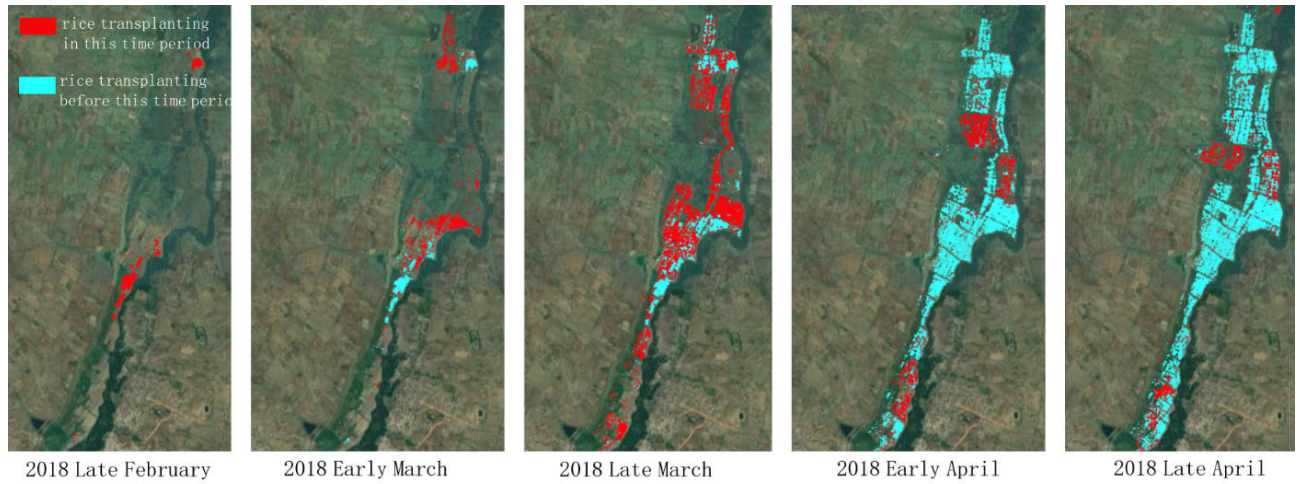 rice transplanting
in this time period
rice transplanting
before this time perio
2018 Late February
2018 Early March
2018 Late March
2018 Early April
2018 Late April